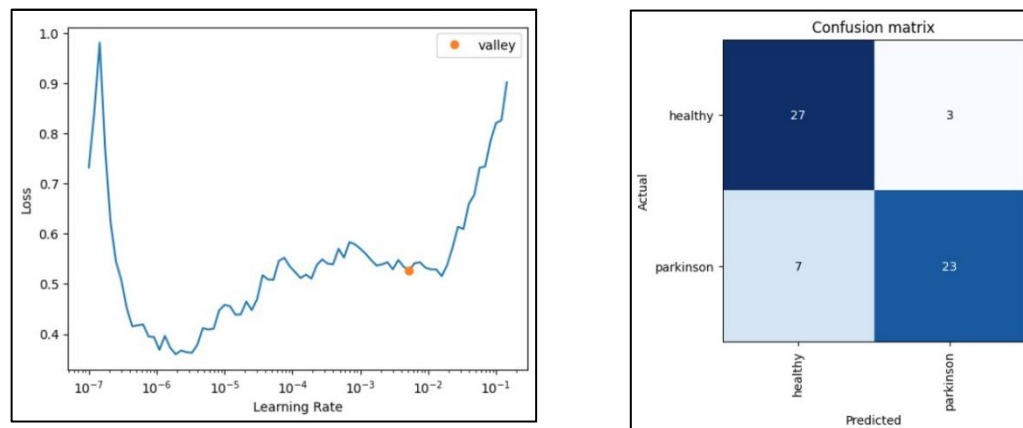 valley
1.0
0.9
0.8
0.7
0.6
0.5
0.4
Loss
10⁻⁷
10⁻⁶
10⁻⁵
10⁻⁴
10⁻³
10⁻²
10⁻¹
Learning Rate
Confusion matrix
healthy
27
3
Actual
parkinson
7
23
healthy
parkinson
Predicted